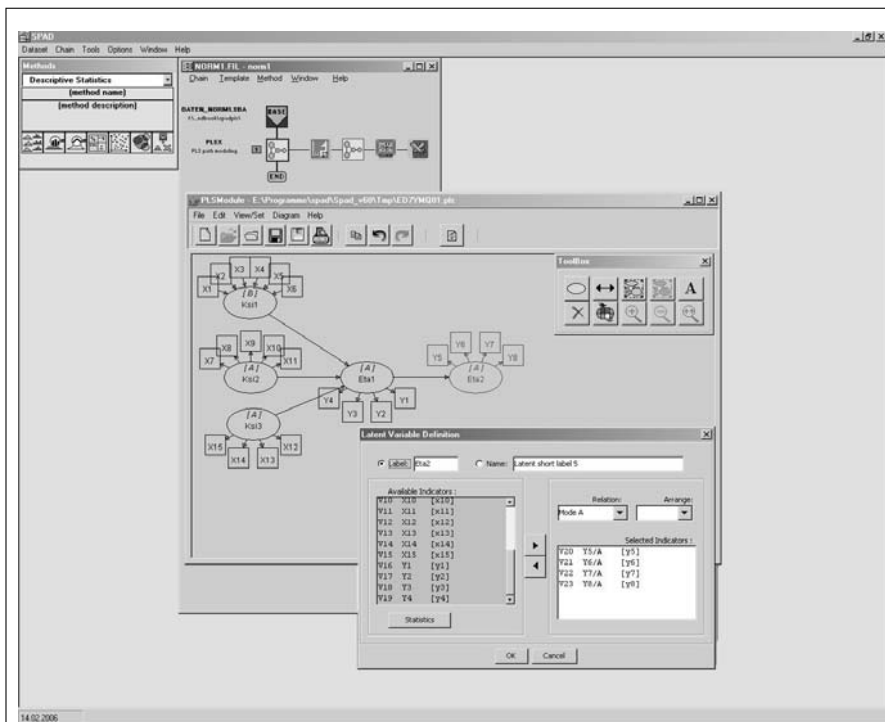 SPAD
Dataset Chain Tools Options Window Help
Methods
Descriptive Statistics
(method name)
(method description)
NORM1.FIL - norm1
Chain Template Method Window Help
BASE
PLEX
PLS path modeling
END
PLSModule - E:\Programme\spad\Spad_v60\Tmp\ED7YMQ01.plx
File Edit View/Set Diagram Help
ToolBox
A
X1
X2
X3
X4
X5
X6
[B]
Ksi1
X7
X8
X9
X10
X11
[A]
Ksi2
[A]
Ksi3
X15
X14
X13
X12
[A]
Eta1
Y4
Y3
Y2
Y1
[A]
Eta2
Y5
Y6
Y7
Y8
Latent Variable Definition
Label: Eta2
Name: Latent short label 5
Available Indicators :
V10 X10 [x10]
V11 X11 [x11]
V12 X12 [x12]
V13 X13 [x13]
V14 X14 [x14]
V15 X15 [x15]
V16 Y1 [y1]
V17 Y2 [y2]
V18 Y3 [y3]
V19 Y4 [y4]
Statistics
Relation: Arrange:
Mode A
Selected Indicators :
V20 Y5/A [y5]
V21 Y6/A [y6]
V22 Y7/A [y7]
V23 Y8/A [y8]
OK Cancel
14.02.2006